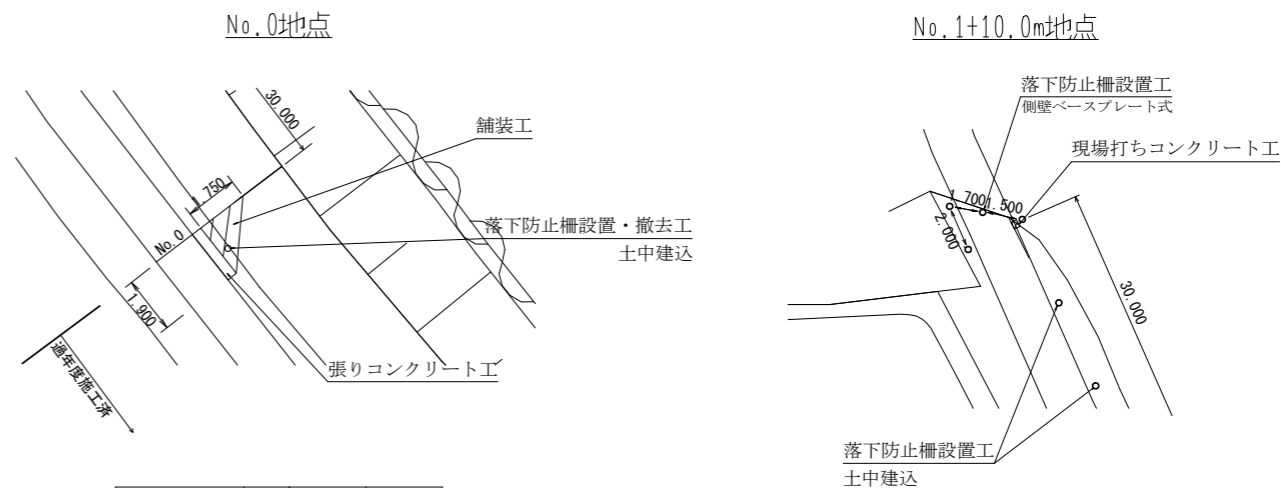 No.0地点
30.000
舗装工
.750
落下防止柵設置・撤去工
土中建込
No.0
1.900
過年度施工済
張りコンクリート工
No.1+10.0m地点
落下防止柵設置工
側壁ベースプレート式
現場打ちコンクリート工
1.700
1.500
2.000
30.000
落下防止柵設置工
土中建込